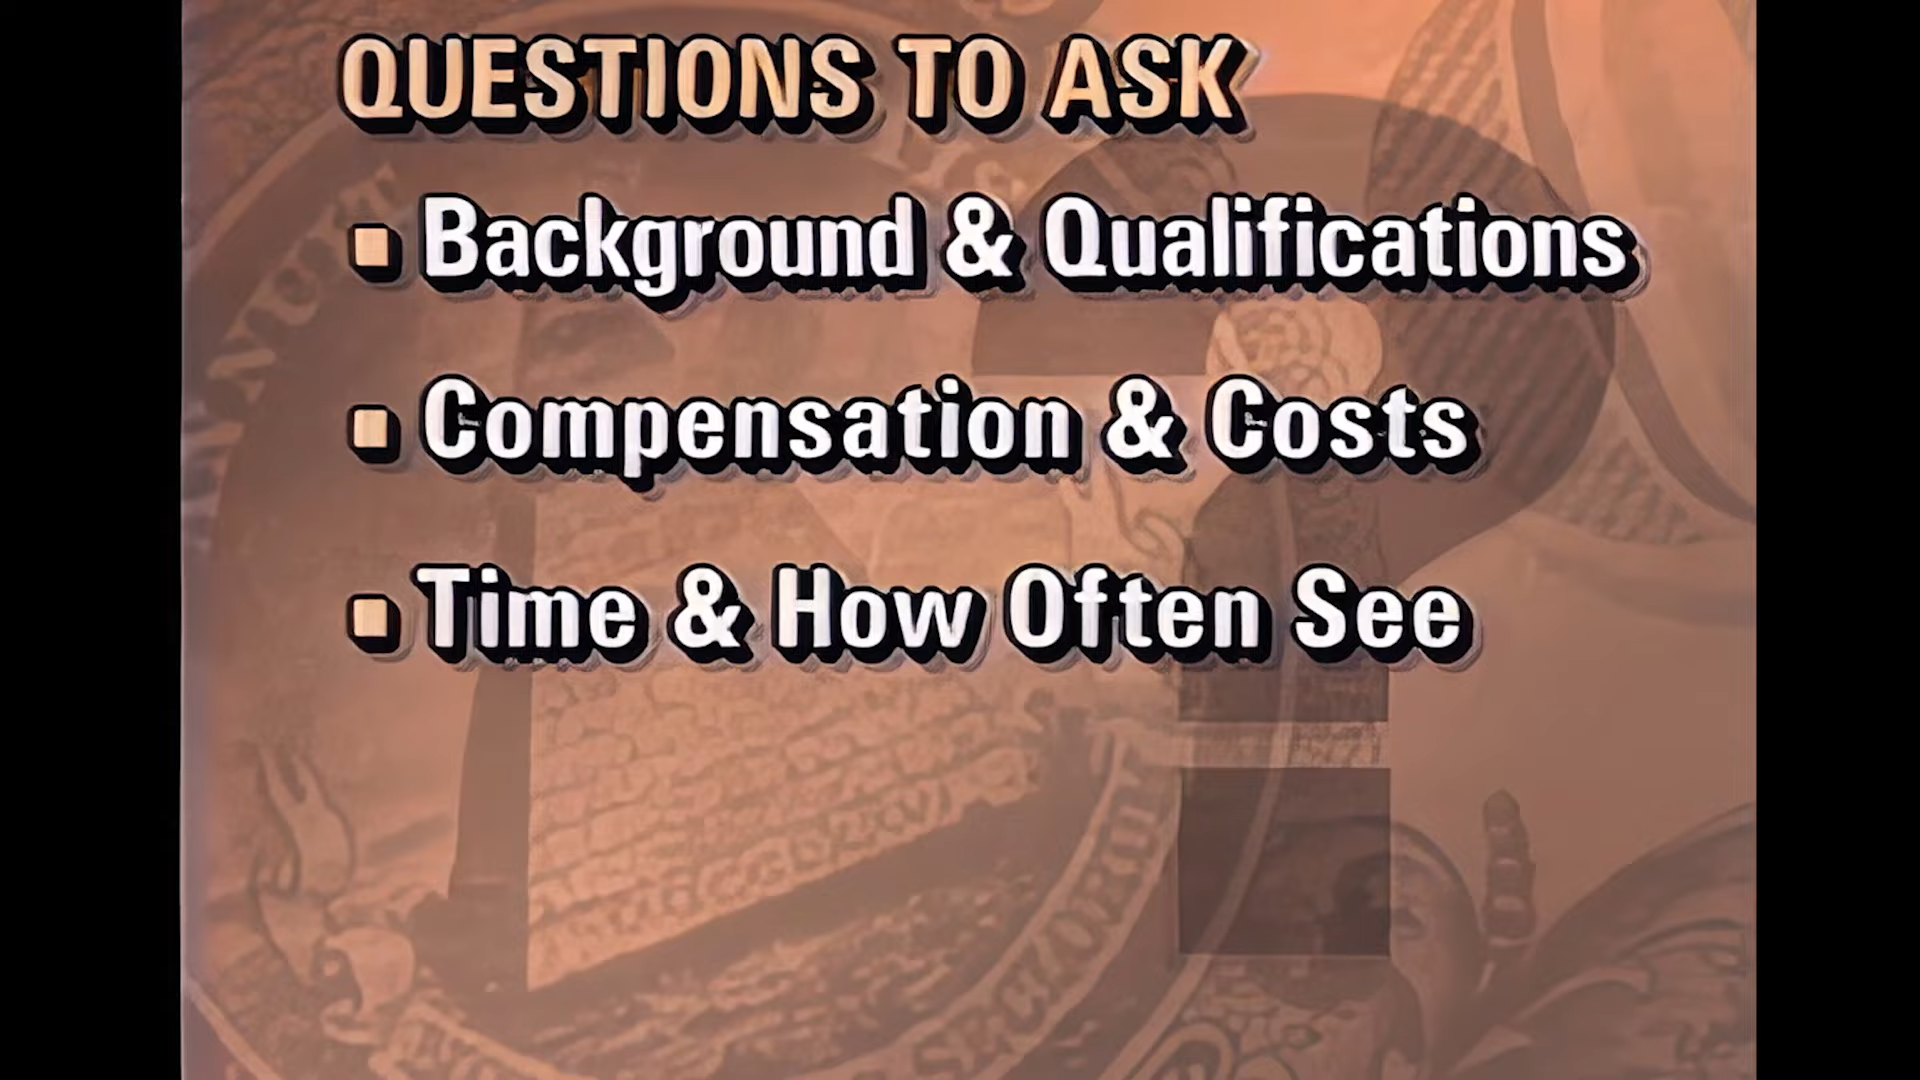 QUESTIONS TO ASK
Background & Qualifications
Compensation & Costs
Time & How Often See